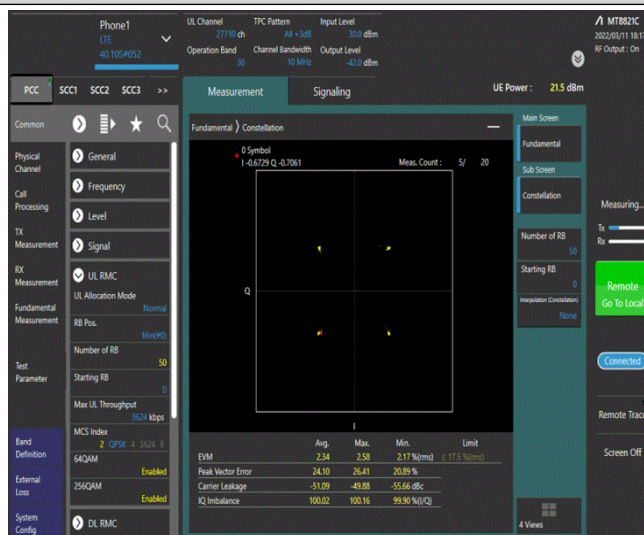 Phone1
LTE
40.10S#052
UL Channel
27710 ch
TPC Pattern
All +3dB
Input Level
30.0 dBm
Operation Band
30
Channel Bandwidth
10 MHz
Output Level
-42.0 dBm
MT8821C
2022/03/11 18:17
RF Output : On
PCC SCC1 SCC2 SCC3 >>
Measurement
Signaling
UE Power : 21.5 dBm
Common
Physical
Channel
Call
Processing
TX
Measurement
RX
Measurement
Fundamental
Measurement
Test
Parameter
Band
Definition
External
Loss
System
Config
General
Frequency
Level
Signal
UL RMC
UL Allocation Mode
Normal
RB Pos.
Min(#0)
Number of RB
50
Starting RB
0
Max UL Throughput
3624 kbps
MCS Index
2 QPSK 4 3624 8
64QAM
Enabled
256QAM
Enabled
DL RMC
Fundamental 〉 Constellation
0 Symbol
I -0.6729 Q -0.7061
Meas. Count : 5/ 20
Q
I
Avg. Max. Min. Limit
EVM 2.34 2.58 2.17 %(rms) ≤ 17.5 %(rms)
Peak Vector Error 24.10 26.41 20.89 %
Carrier Leakage -51.09 -49.88 -55.66 dBc
IQ Imbalance 100.02 100.16 99.90 %(I/Q)
Main Screen
Fundamental
Sub Screen
Constellation
Number of RB
50
Starting RB
0
Interpolation (Constellation)
None
4 Views
Measuring...
Tx
Rx
Remote
Go To Local
Connected
Remote Trace
Screen Off